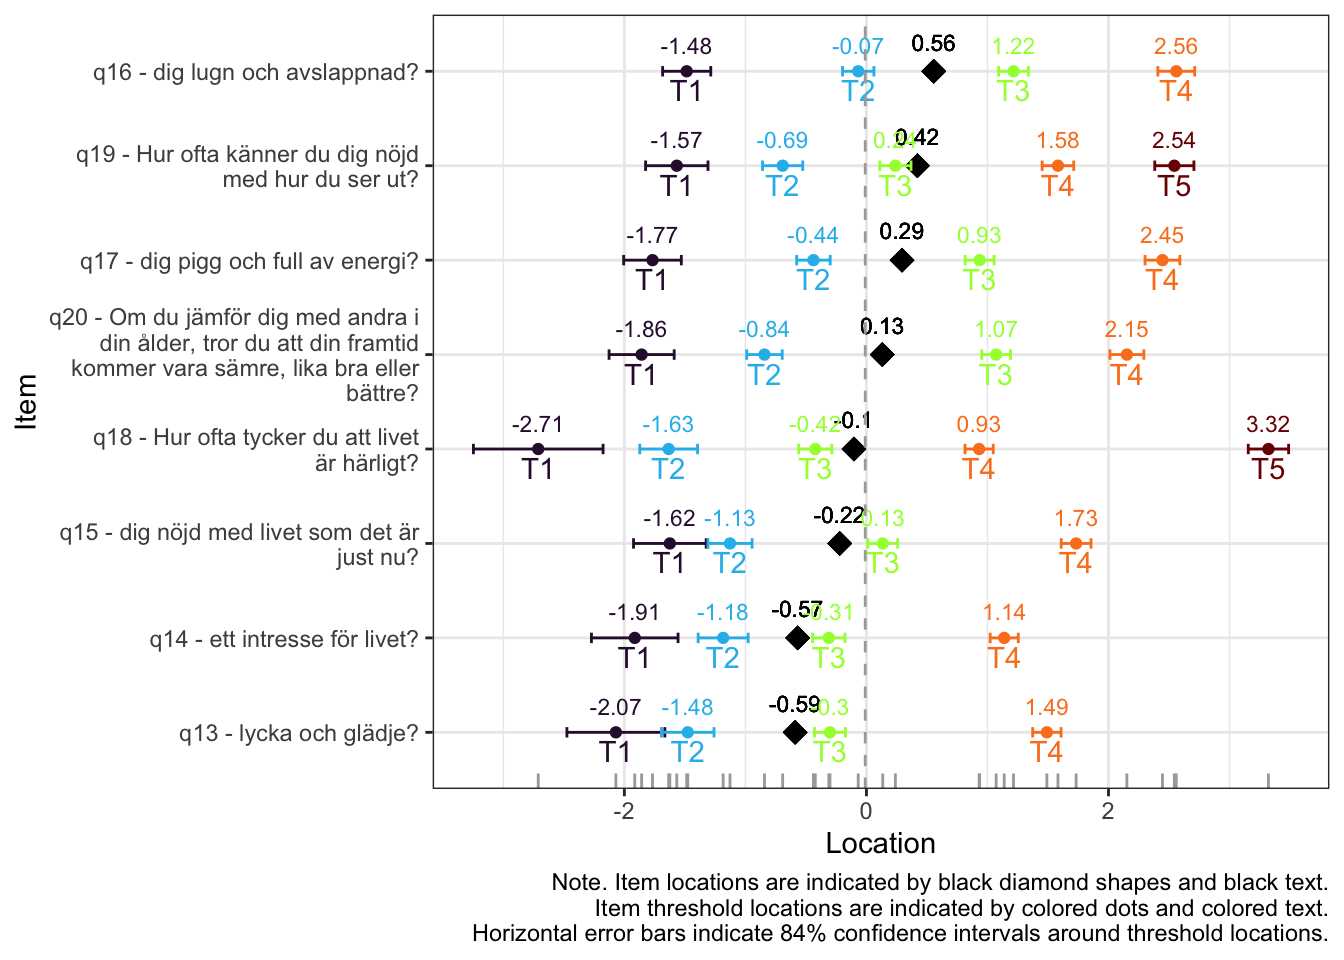 -1.48 -0.07 0.56 1.22 2.56
q16 - dig lugn och avslappnad?
T1 T2 T3 T4
-1.57 -0.69 0.24 0.42 1.58 2.54
q19 - Hur ofta känner du dig nöjd
med hur du ser ut?
T1 T2 T3 T4 T5
-1.77 -0.44 0.29 0.93 2.45
q17 - dig pigg och full av energi?
T1 T2 T3 T4
q20 - Om du jämför dig med andra i
din ålder, tror du att din framtid
kommer vara sämre, lika bra eller
bättre?
-1.86 -0.84 0.13 1.07 2.15
T1 T2 T3 T4
-2.71 -1.63 -0.42 -0.1 0.93 3.32
q18 - Hur ofta tycker du att livet
är härligt?
T1 T2 T3 T4 T5
-1.62 -1.13 -0.22 0.13 1.73
q15 - dig nöjd med livet som det är
just nu?
T1 T2 T3 T4
-1.91 -1.18 -0.57 -0.31 1.14
q14 - ett intresse för livet?
T1 T2 T3 T4
-2.07 -1.48 -0.59 -0.3 1.49
q13 - lycka och glädje?
T1 T2 T3 T4
Item
-2 0 2
Location
Note. Item locations are indicated by black diamond shapes and black text.
Item threshold locations are indicated by colored dots and colored text.
Horizontal error bars indicate 84% confidence intervals around threshold locations.